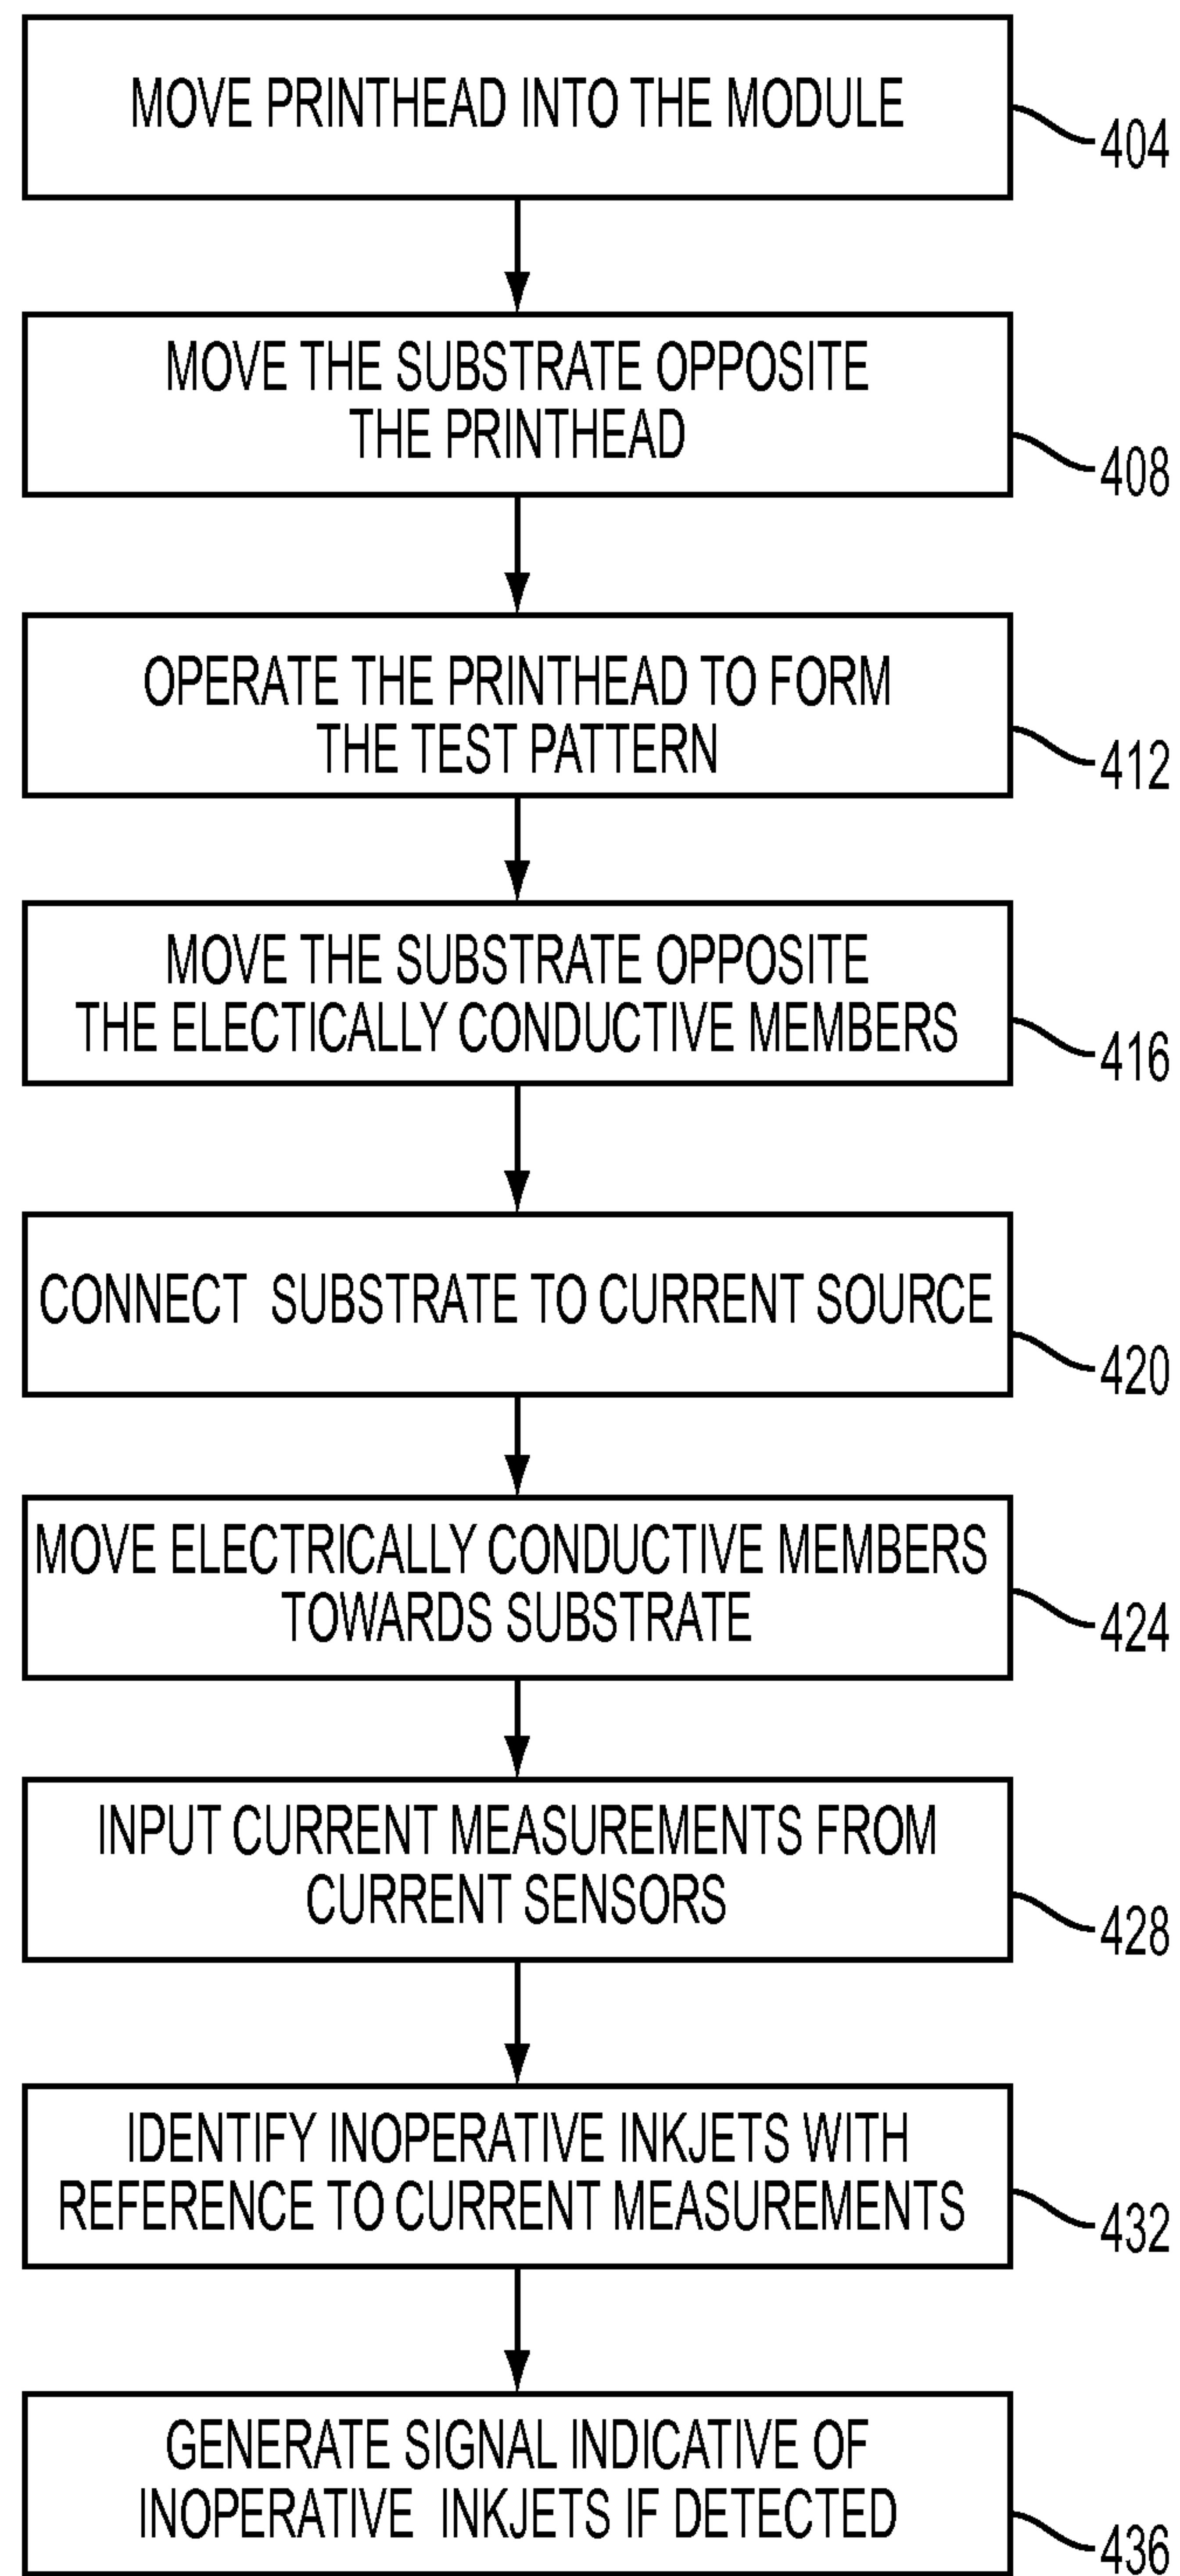 MOVE PRINTHEAD INTO THE MODULE
404
MOVE THE SUBSTRATE OPPOSITE
THE PRINTHEAD
408
OPERATE THE PRINTHEAD TO FORM
THE TEST PATTERN
412
MOVE THE SUBSTRATE OPPOSITE
THE ELECTICALLY CONDUCTIVE MEMBERS
416
CONNECT SUBSTRATE TO CURRENT SOURCE
420
MOVE ELECTRICALLY CONDUCTIVE MEMBERS
TOWARDS SUBSTRATE
424
INPUT CURRENT MEASUREMENTS FROM
CURRENT SENSORS
428
IDENTIFY INOPERATIVE INKJETS WITH
REFERENCE TO CURRENT MEASUREMENTS
432
GENERATE SIGNAL INDICATIVE OF
INOPERATIVE INKJETS IF DETECTED
436